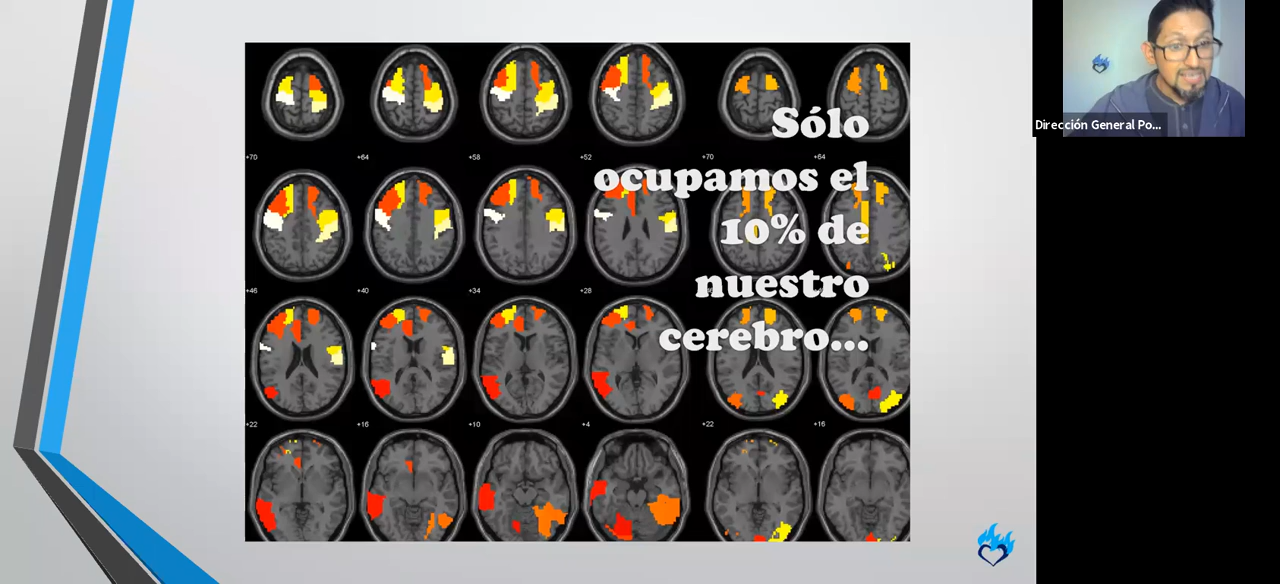 Sólo
ocupamos el
10% de
nuestro
cerebro...
+70
+64
+58
+52
+70
+64
+46
+40
+34
+28
+22
+16
+10
+4
+22
+16
Dirección General Po...